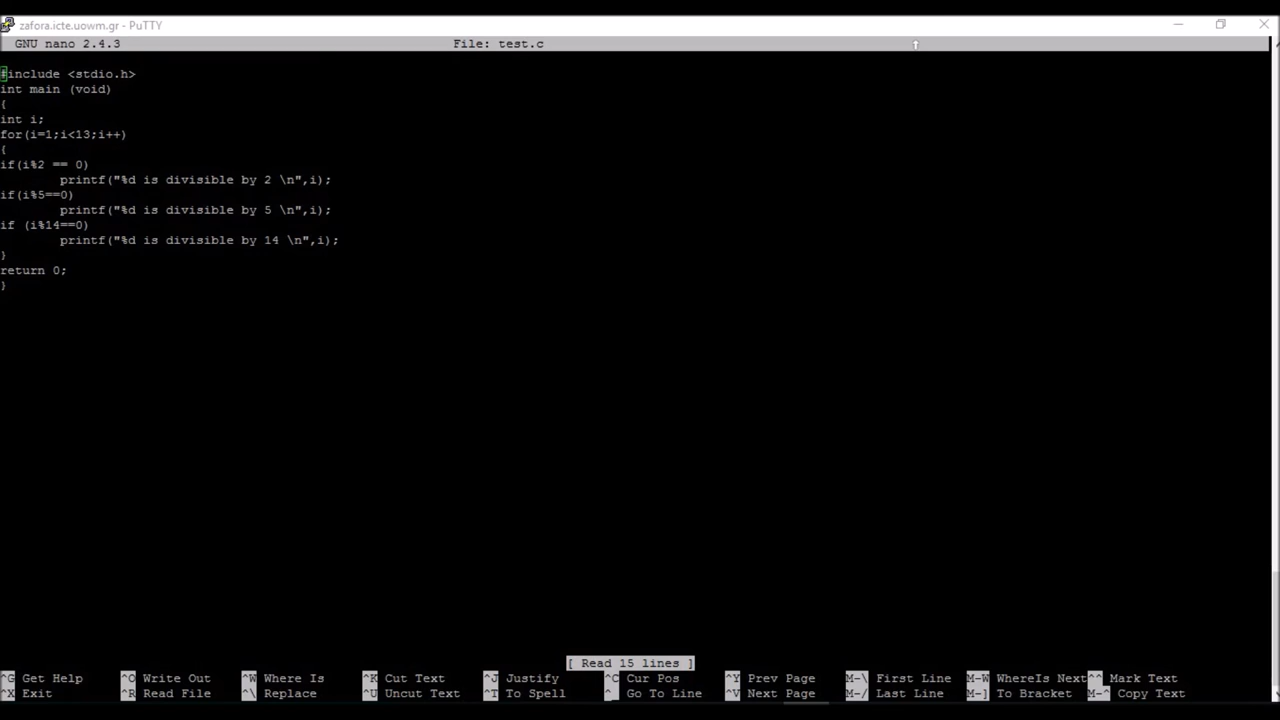 zafora.icte.uowm.gr - PuTTY
GNU nano 2.4.3 File: test.c
#include <stdio.h>
int main (void)
{
int i;
for(i=1;i<13;i++)
{
if(i%2 == 0)
printf("%d is divisible by 2 \n",i);
if(i%5==0)
printf("%d is divisible by 5 \n",i);
if (i%14==0)
printf("%d is divisible by 14 \n",i);
}
return 0;
}
[ Read 15 lines ]
^G Get Help ^O Write Out ^W Where Is ^K Cut Text ^J Justify ^C Cur Pos ^Y Prev Page M-\ First Line M-W WhereIs Next ^^ Mark Text
^X Exit ^R Read File ^\ Replace ^U Uncut Text ^T To Spell ^_ Go To Line ^V Next Page M-/ Last Line M-] To Bracket M-^ Copy Text